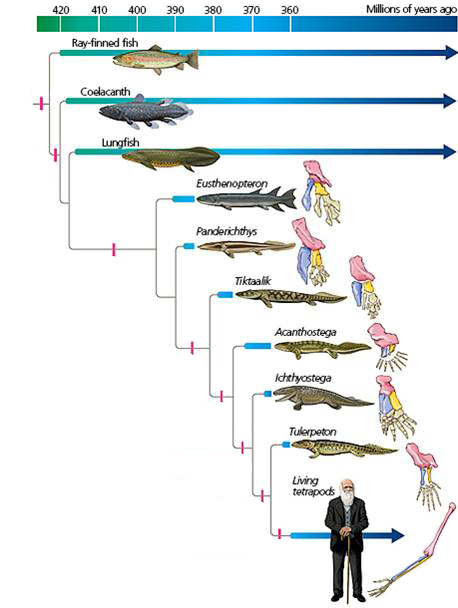 420 410 400 390 380 370 360 Millions of years ago
Ray-finned fish
Coelacanth
Lungfish
Eusthenopteron
Panderichthys
Tiktaalik
Acanthostega
Ichthyostega
Tulerpeton
Living
tetrapods